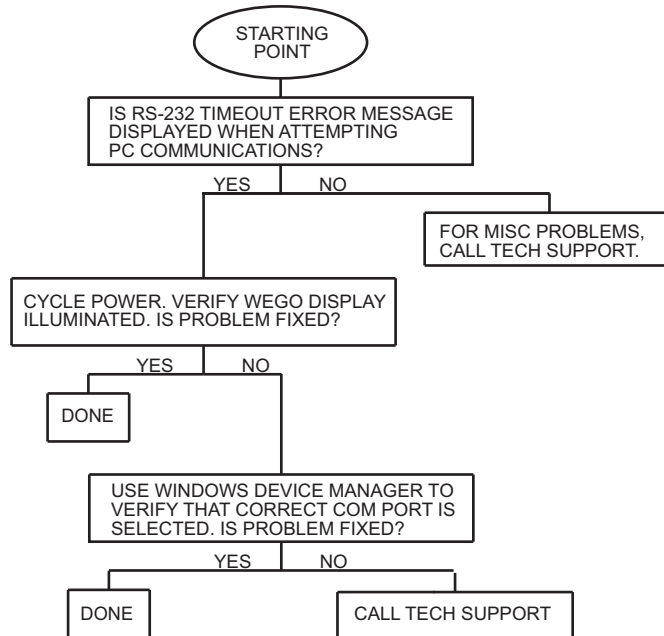 STARTING
POINT
IS RS-232 TIMEOUT ERROR MESSAGE
DISPLAYED WHEN ATTEMPTING
PC COMMUNICATIONS?
YES NO
FOR MISC PROBLEMS,
CALL TECH SUPPORT.
CYCLE POWER. VERIFY WEGO DISPLAY
ILLUMINATED. IS PROBLEM FIXED?
YES NO
DONE
USE WINDOWS DEVICE MANAGER TO
VERIFY THAT CORRECT COM PORT IS
SELECTED. IS PROBLEM FIXED?
YES NO
DONE
CALL TECH SUPPORT